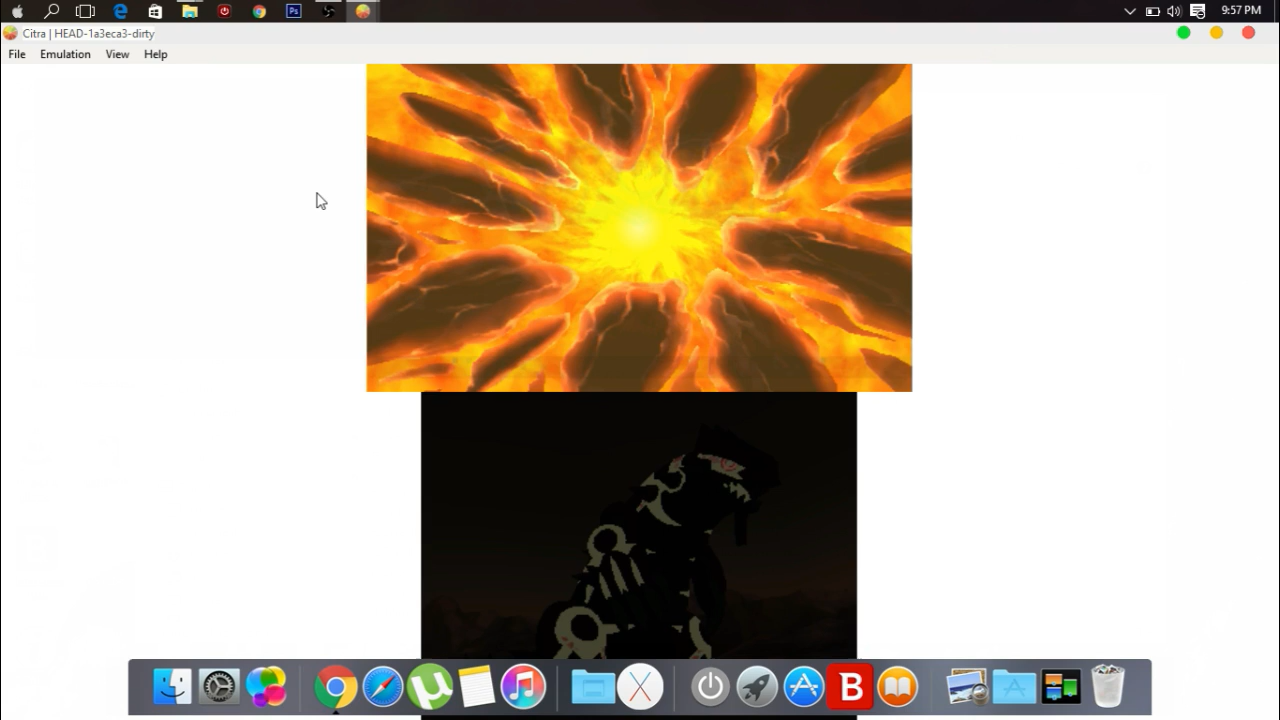 9:57 PM
Citra | HEAD-1a3eca3-dirty
File Emulation View Help
Ps
B